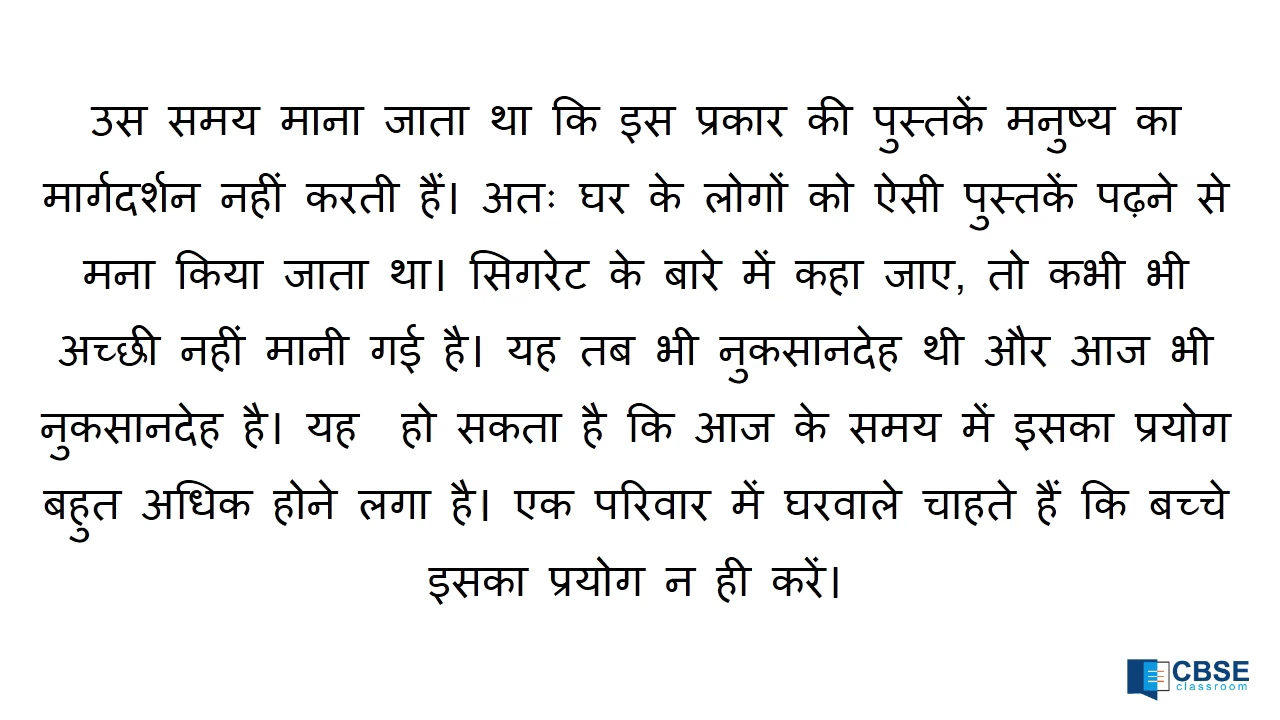 उस समय माना जाता था कि इस प्रकार की पुस्तकें मनुष्य का
मार्गदर्शन नहीं करती हैं। अतः घर के लोगों को ऐसी पुस्तकें पढ़ने से
मना किया जाता था। सिगरेट के बारे में कहा जाए, तो कभी भी
अच्छी नहीं मानी गई है। यह तब भी नुकसानदेह थी और आज भी
नुकसानदेह है। यह हो सकता है कि आज के समय में इसका प्रयोग
बहुत अधिक होने लगा है। एक परिवार में घरवाले चाहते हैं कि बच्चे
इसका प्रयोग न ही करें।
CBSE
classroom